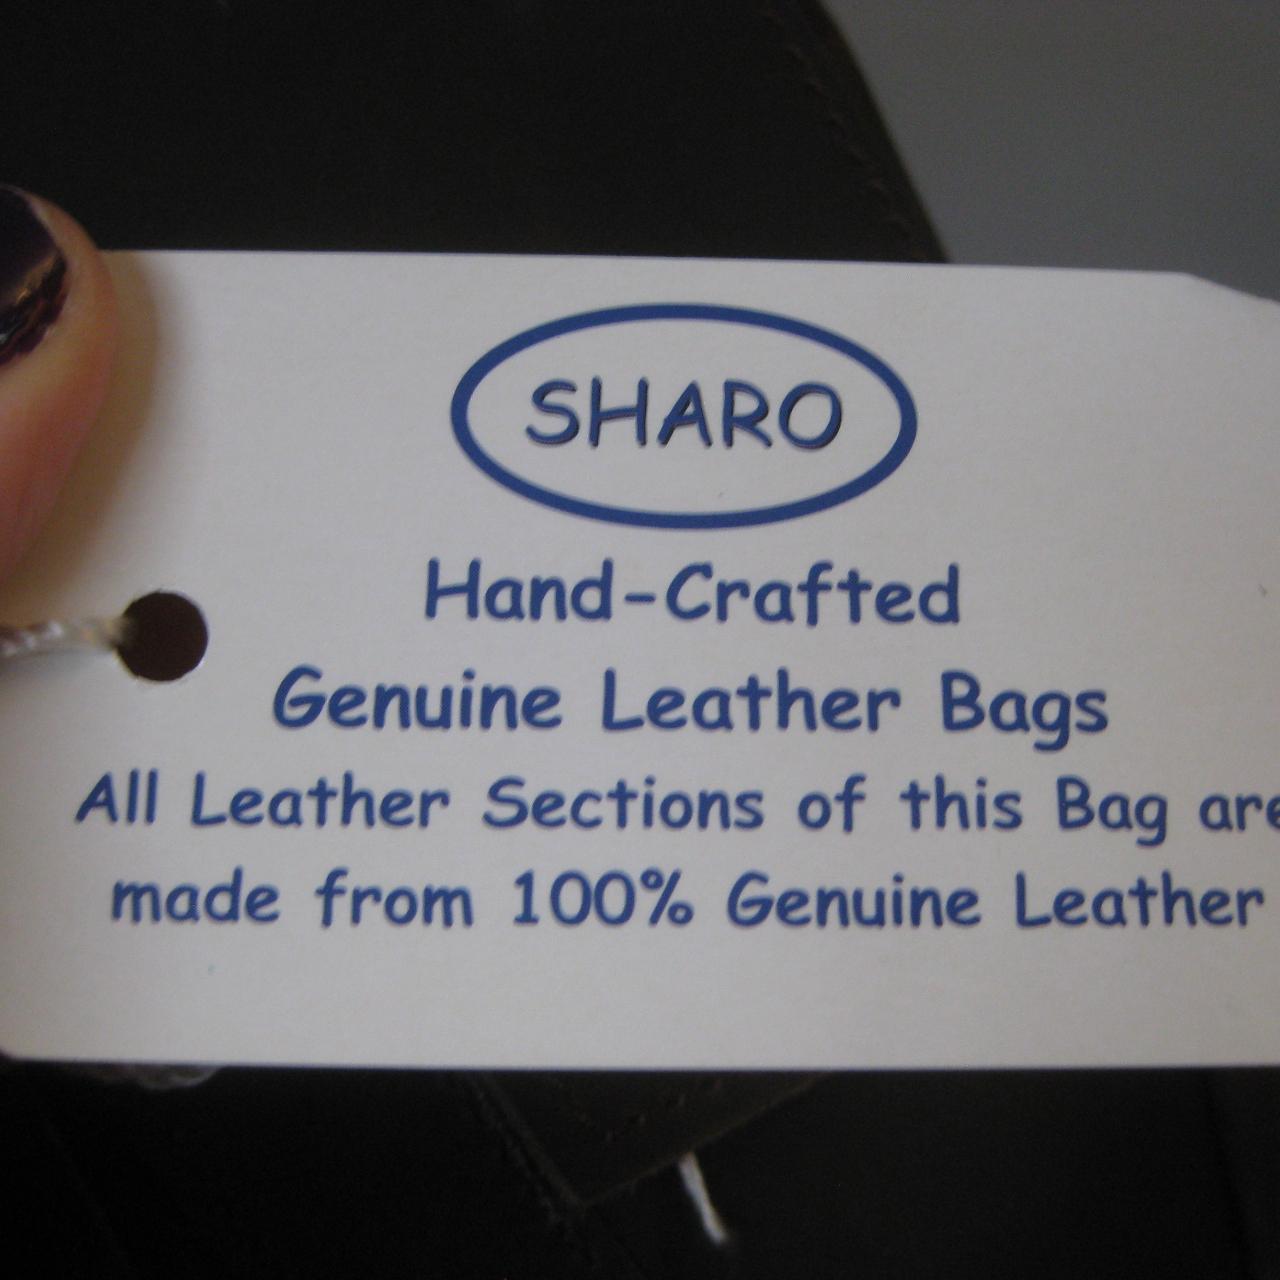 SHARO
Hand-Crafted
Genuine Leather Bags
All Leather Sections of this Bag are
made from 100% Genuine Leather